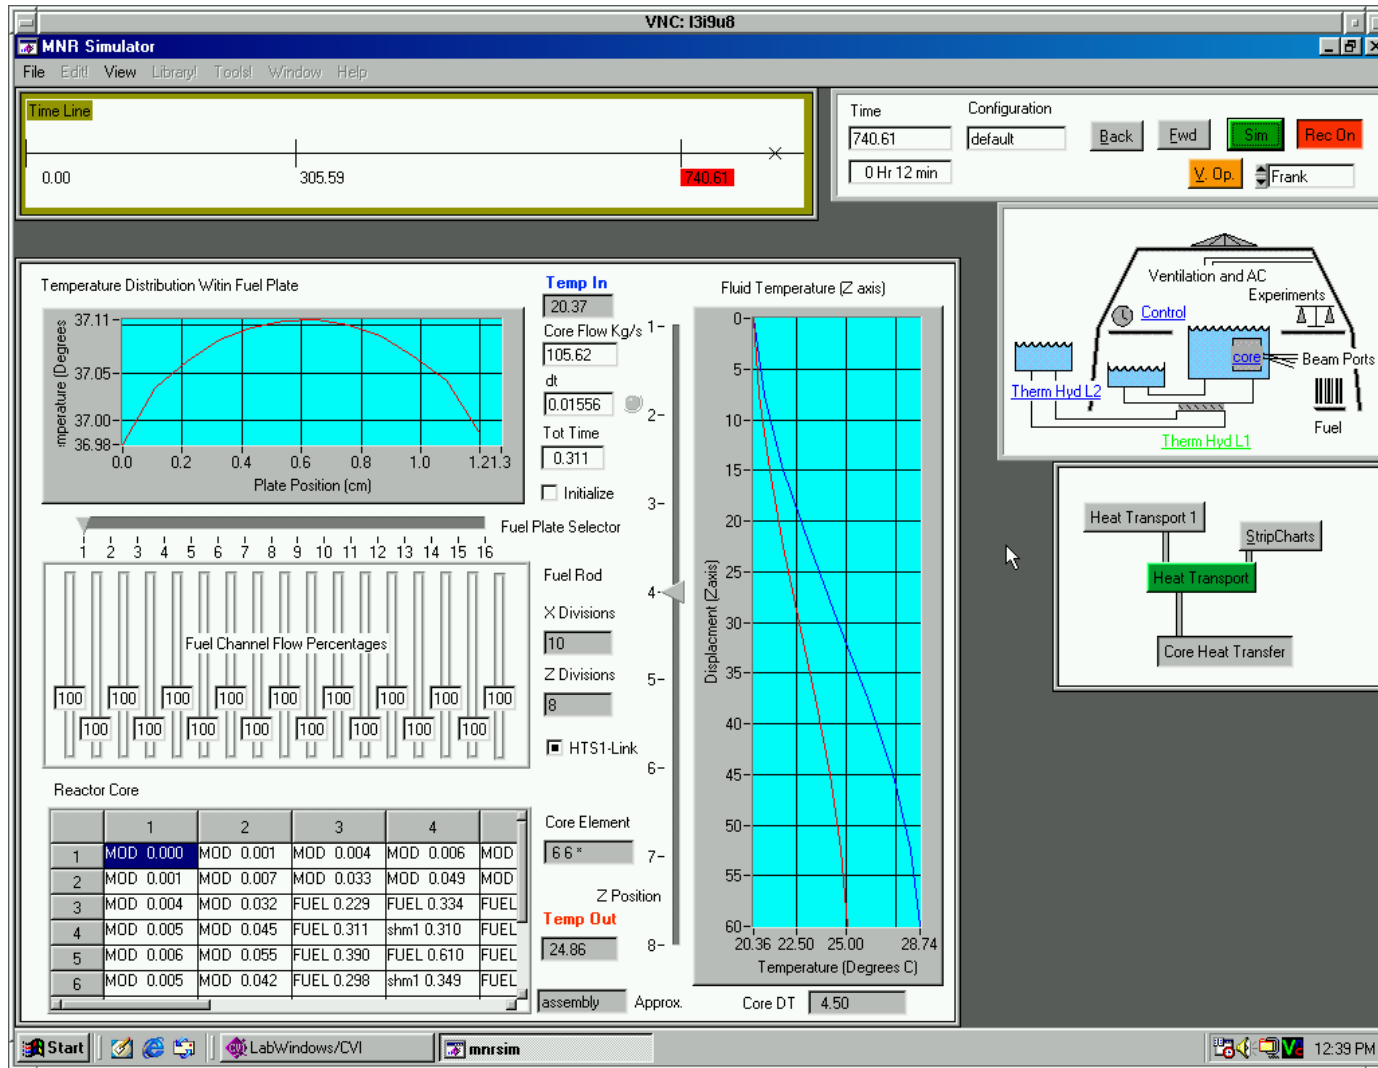 VNC: l3i9u8
MNR Simulator
File Edit! View Library! Tools! Window Help
Time Line
0.00 305.59 740.61
Time Configuration
740.61 default Back Fwd Sim Rec On
0 Hr 12 min V. Op. Frank
Ventilation and AC
Experiments
Control
core
Beam Ports
Therm Hyd L2
Fuel
Therm Hyd L1
Heat Transport 1
StripCharts
Heat Transport
Core Heat Transfer
Temperature Distribution Witin Fuel Plate
37.11
37.05
37.00
36.98
0.0 0.2 0.4 0.6 0.8 1.0 1.21.3
Plate Position (cm)
Fuel Plate Selector
1 2 3 4 5 6 7 8 9 10 11 12 13 14 15 16
Fuel Channel Flow Percentages
100 100 100 100 100 100 100 100 100
100 100 100 100 100 100 100 100
Temp In
20.37
Core Flow Kg/s
105.62
dt
0.01556
Tot Time
0.311
Initialize
Fuel Rod
X Divisions
10
Z Divisions
8
HTS1-Link
Core Element
6 6 *
Z Position
Temp Out
24.86
assembly Approx.
1
2
3
4
5
6
7
8
Fluid Temperature (Z axis)
Displacment (Zaxis)
0
5
10
15
20
25
30
35
40
45
50
55
60
20.36 22.50 25.00 28.74
Temperature (Degrees C)
Core DT 4.50
Reactor Core
1 2 3 4
1 MOD 0.000 MOD 0.001 MOD 0.004 MOD 0.006 MOD
2 MOD 0.001 MOD 0.007 MOD 0.033 MOD 0.049 MOD
3 MOD 0.004 MOD 0.032 FUEL 0.229 FUEL 0.334 FUEL
4 MOD 0.005 MOD 0.045 FUEL 0.311 shm1 0.310 FUEL
5 MOD 0.006 MOD 0.055 FUEL 0.390 FUEL 0.610 FUEL
6 MOD 0.005 MOD 0.042 FUEL 0.298 shm1 0.349 FUEL
Start LabWindows/CVI mnrsim 12:39 PM